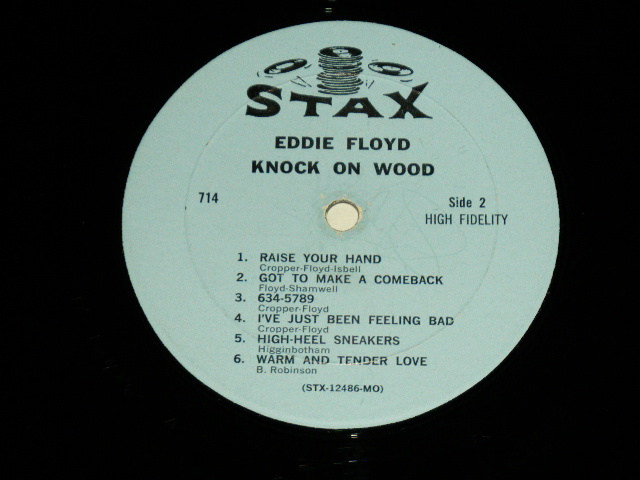 STAX
EDDIE FLOYD
KNOCK ON WOOD
714
Side 2
HIGH FIDELITY
1. RAISE YOUR HAND
Cropper-Floyd-Isbell
2. GOT TO MAKE A COMEBACK
Floyd-Shamwell
3. 634-5789
Cropper-Floyd
4. I'VE JUST BEEN FEELING BAD
Cropper-Floyd
5. HIGH-HEEL SNEAKERS
Higginbotham
6. WARM AND TENDER LOVE
B. Robinson
(STX-12486-MO)